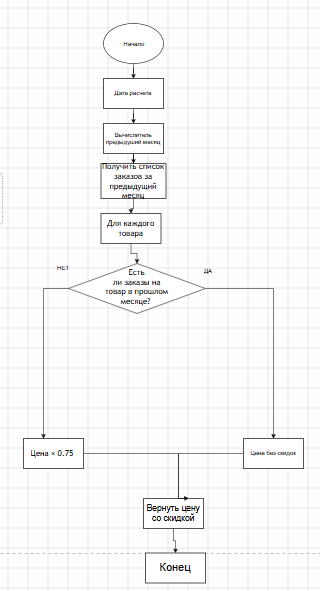 Начало
Дата расчета
Вычислитель
предыдущий месяц
Получить список
заказов за
предыдущий
месяц
Для каждого
товара
НЕТ
Есть
ли заказы на
товар в прошлом
месяце?
ДА
Цена × 0.75
Цена без скидок
Вернуть цену
со скидкой
Конец